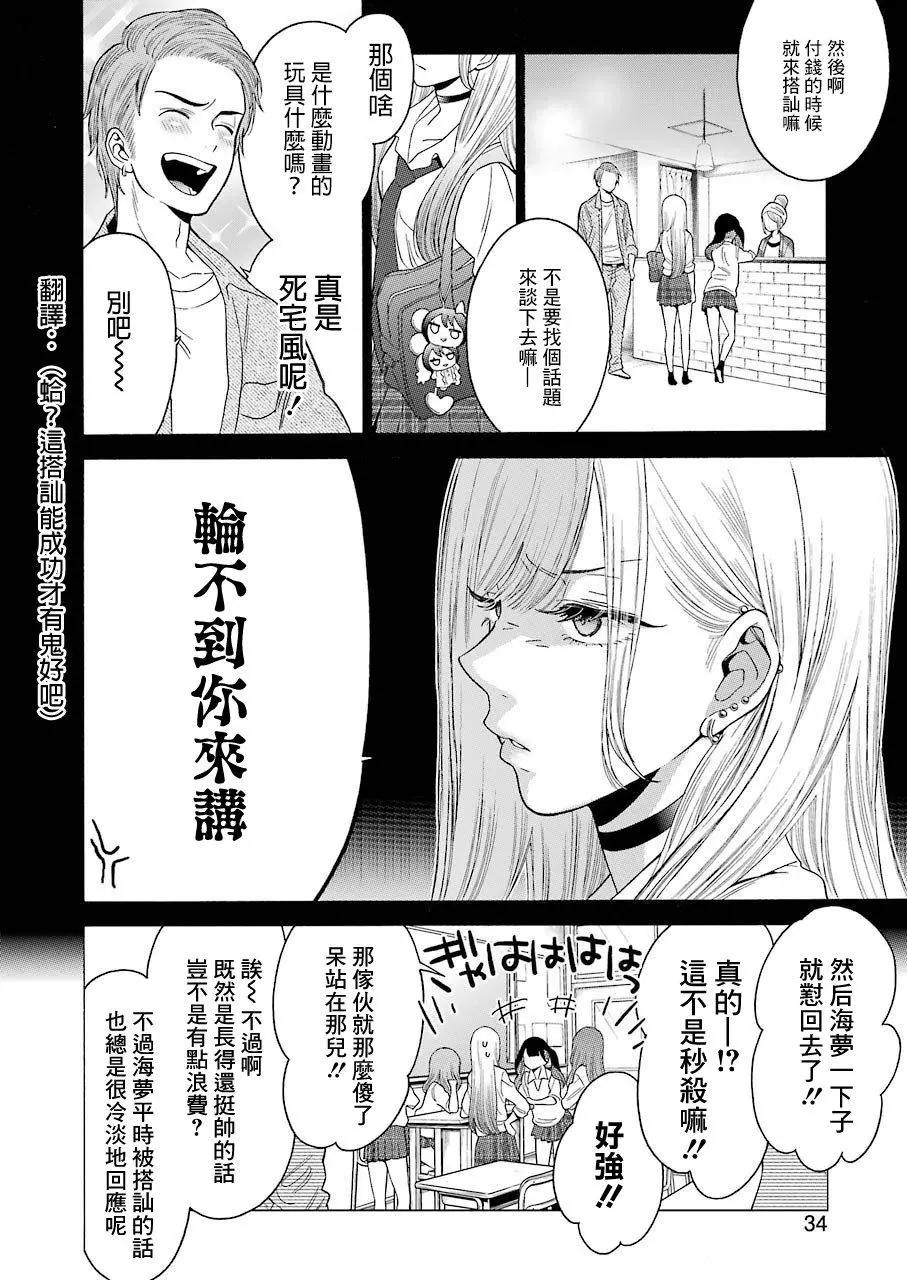 然後啊
付錢的時候
就來搭訕嘛
不是要找個話題
來談下去嘛─
那個啥
是什麼動畫的
玩具什麼嗎？
真是
死宅風呢！
別吧～～
翻譯：（蛤？這搭訕能成功才有鬼好吧）
輪不到你來講
然后海夢一下子
就懟回去了!!
真的─!?
這不是秒殺嘛!!
好強!!
ぎゃははははっ
那傢伙就那麼傻了
呆站在那兒!!
誒～不過啊
既然是長得還挺帥的話
豈不是有點浪費？
不過海夢平時被搭訕的話
也總是很冷淡地回應呢
34